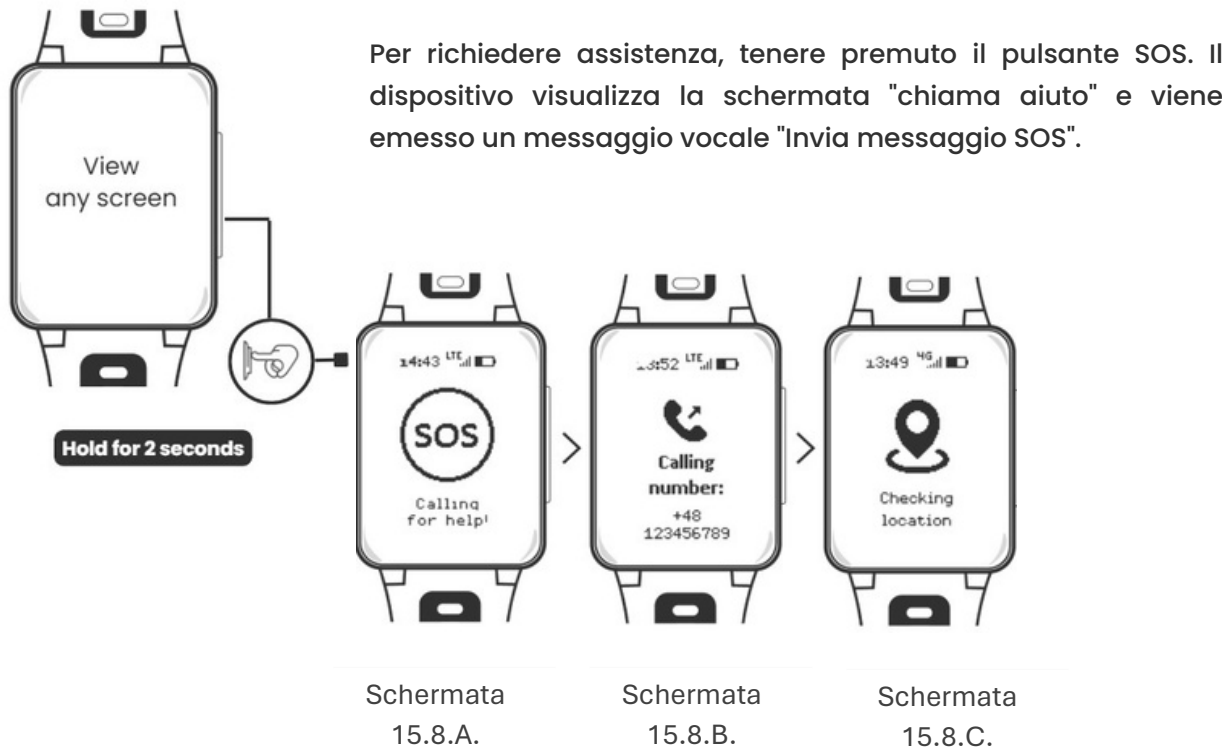 Per richiedere assistenza, tenere premuto il pulsante SOS. Il
dispositivo visualizza la schermata "chiama aiuto" e viene
emesso un messaggio vocale "Invia messaggio SOS".
View
any screen
Hold for 2 seconds
14:43 LTE
SOS
Calling
for help!
13:52 LTE
Calling
number:
+48
123456789
13:49 4G
Checking
location
Schermata
15.8.A.
Schermata
15.8.B.
Schermata
15.8.C.